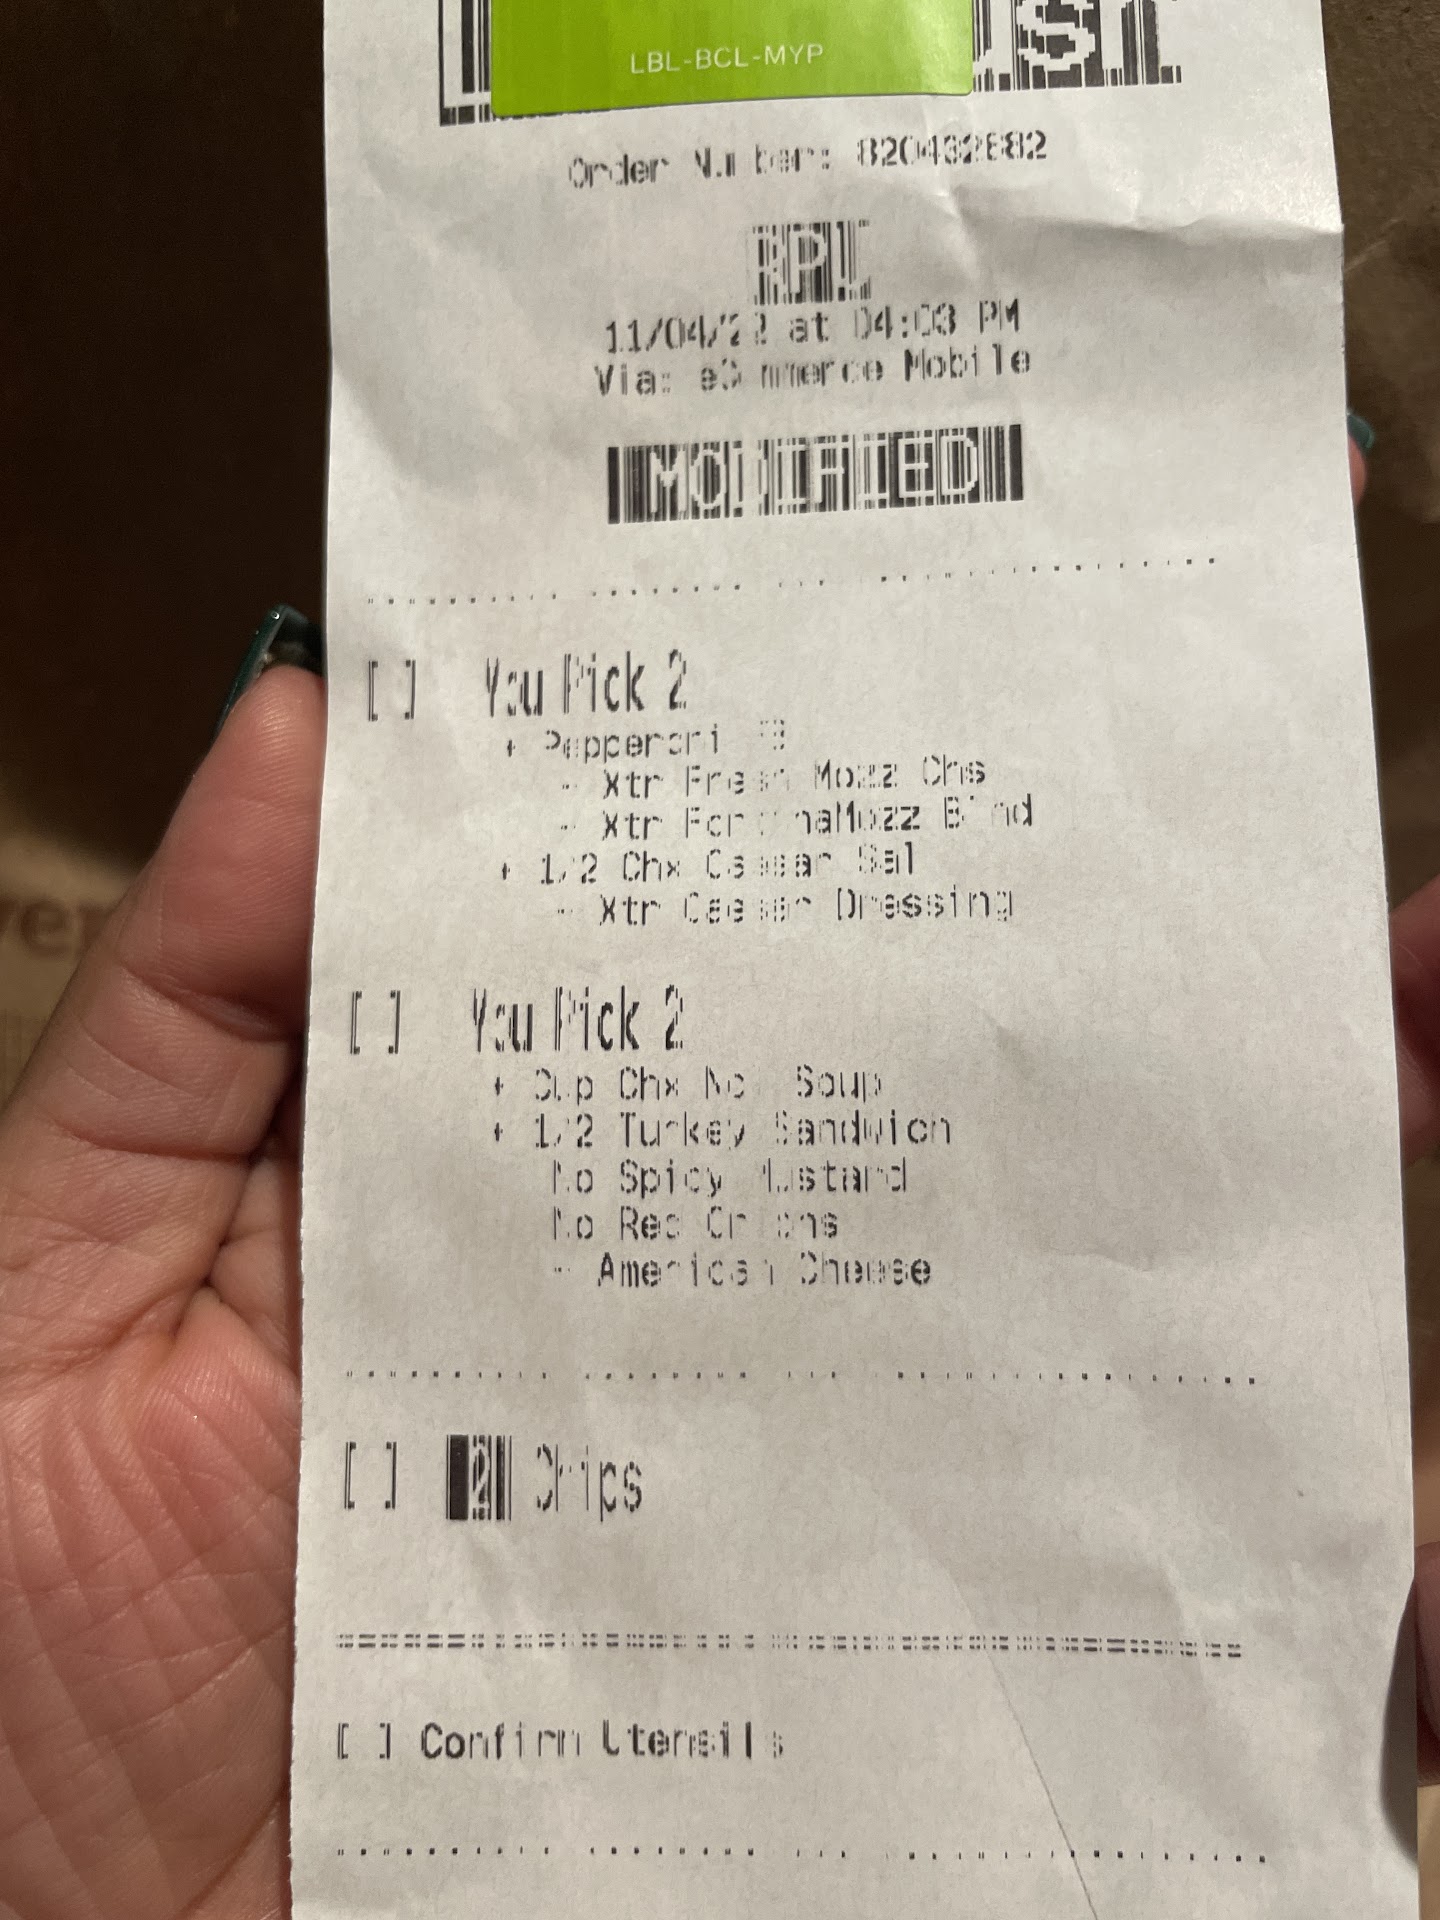 LBL-BCL-MYP
Order Number: 820432882
RPU
11/04/22 at 04:03 PM
Via: eCommerce Mobile
MODIFIED
[ ] You Pick 2
+ Pepperoni FB
- Xtr Fresh Mozz Chs
- Xtr FontinaMozz Blnd
+ 1/2 Chx Caesar Sal
- Xtr Caesar Dressing
[ ] You Pick 2
+ Cup Chx Ndl Soup
+ 1/2 Turkey Sandwich
No Spicy Mustard
No Red Onions
- American Cheese
[ ] 2 Chips
[ ] Confirm Utensils